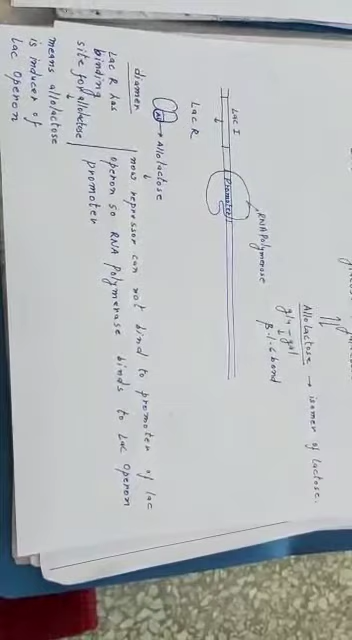 Allolactose → isomer of lactose.
glu - gal
β-1-6 bond
RNA Polymerase
Lac I
Promoter
Lac R
→ Allolactose
now repressor can not bind to promoter of lac
operon so RNA Polymerase binds to Lac operon
promoter
dimer
Lac R has
binding
site for allolactose
means allolactose
is inducer of
Lac operon